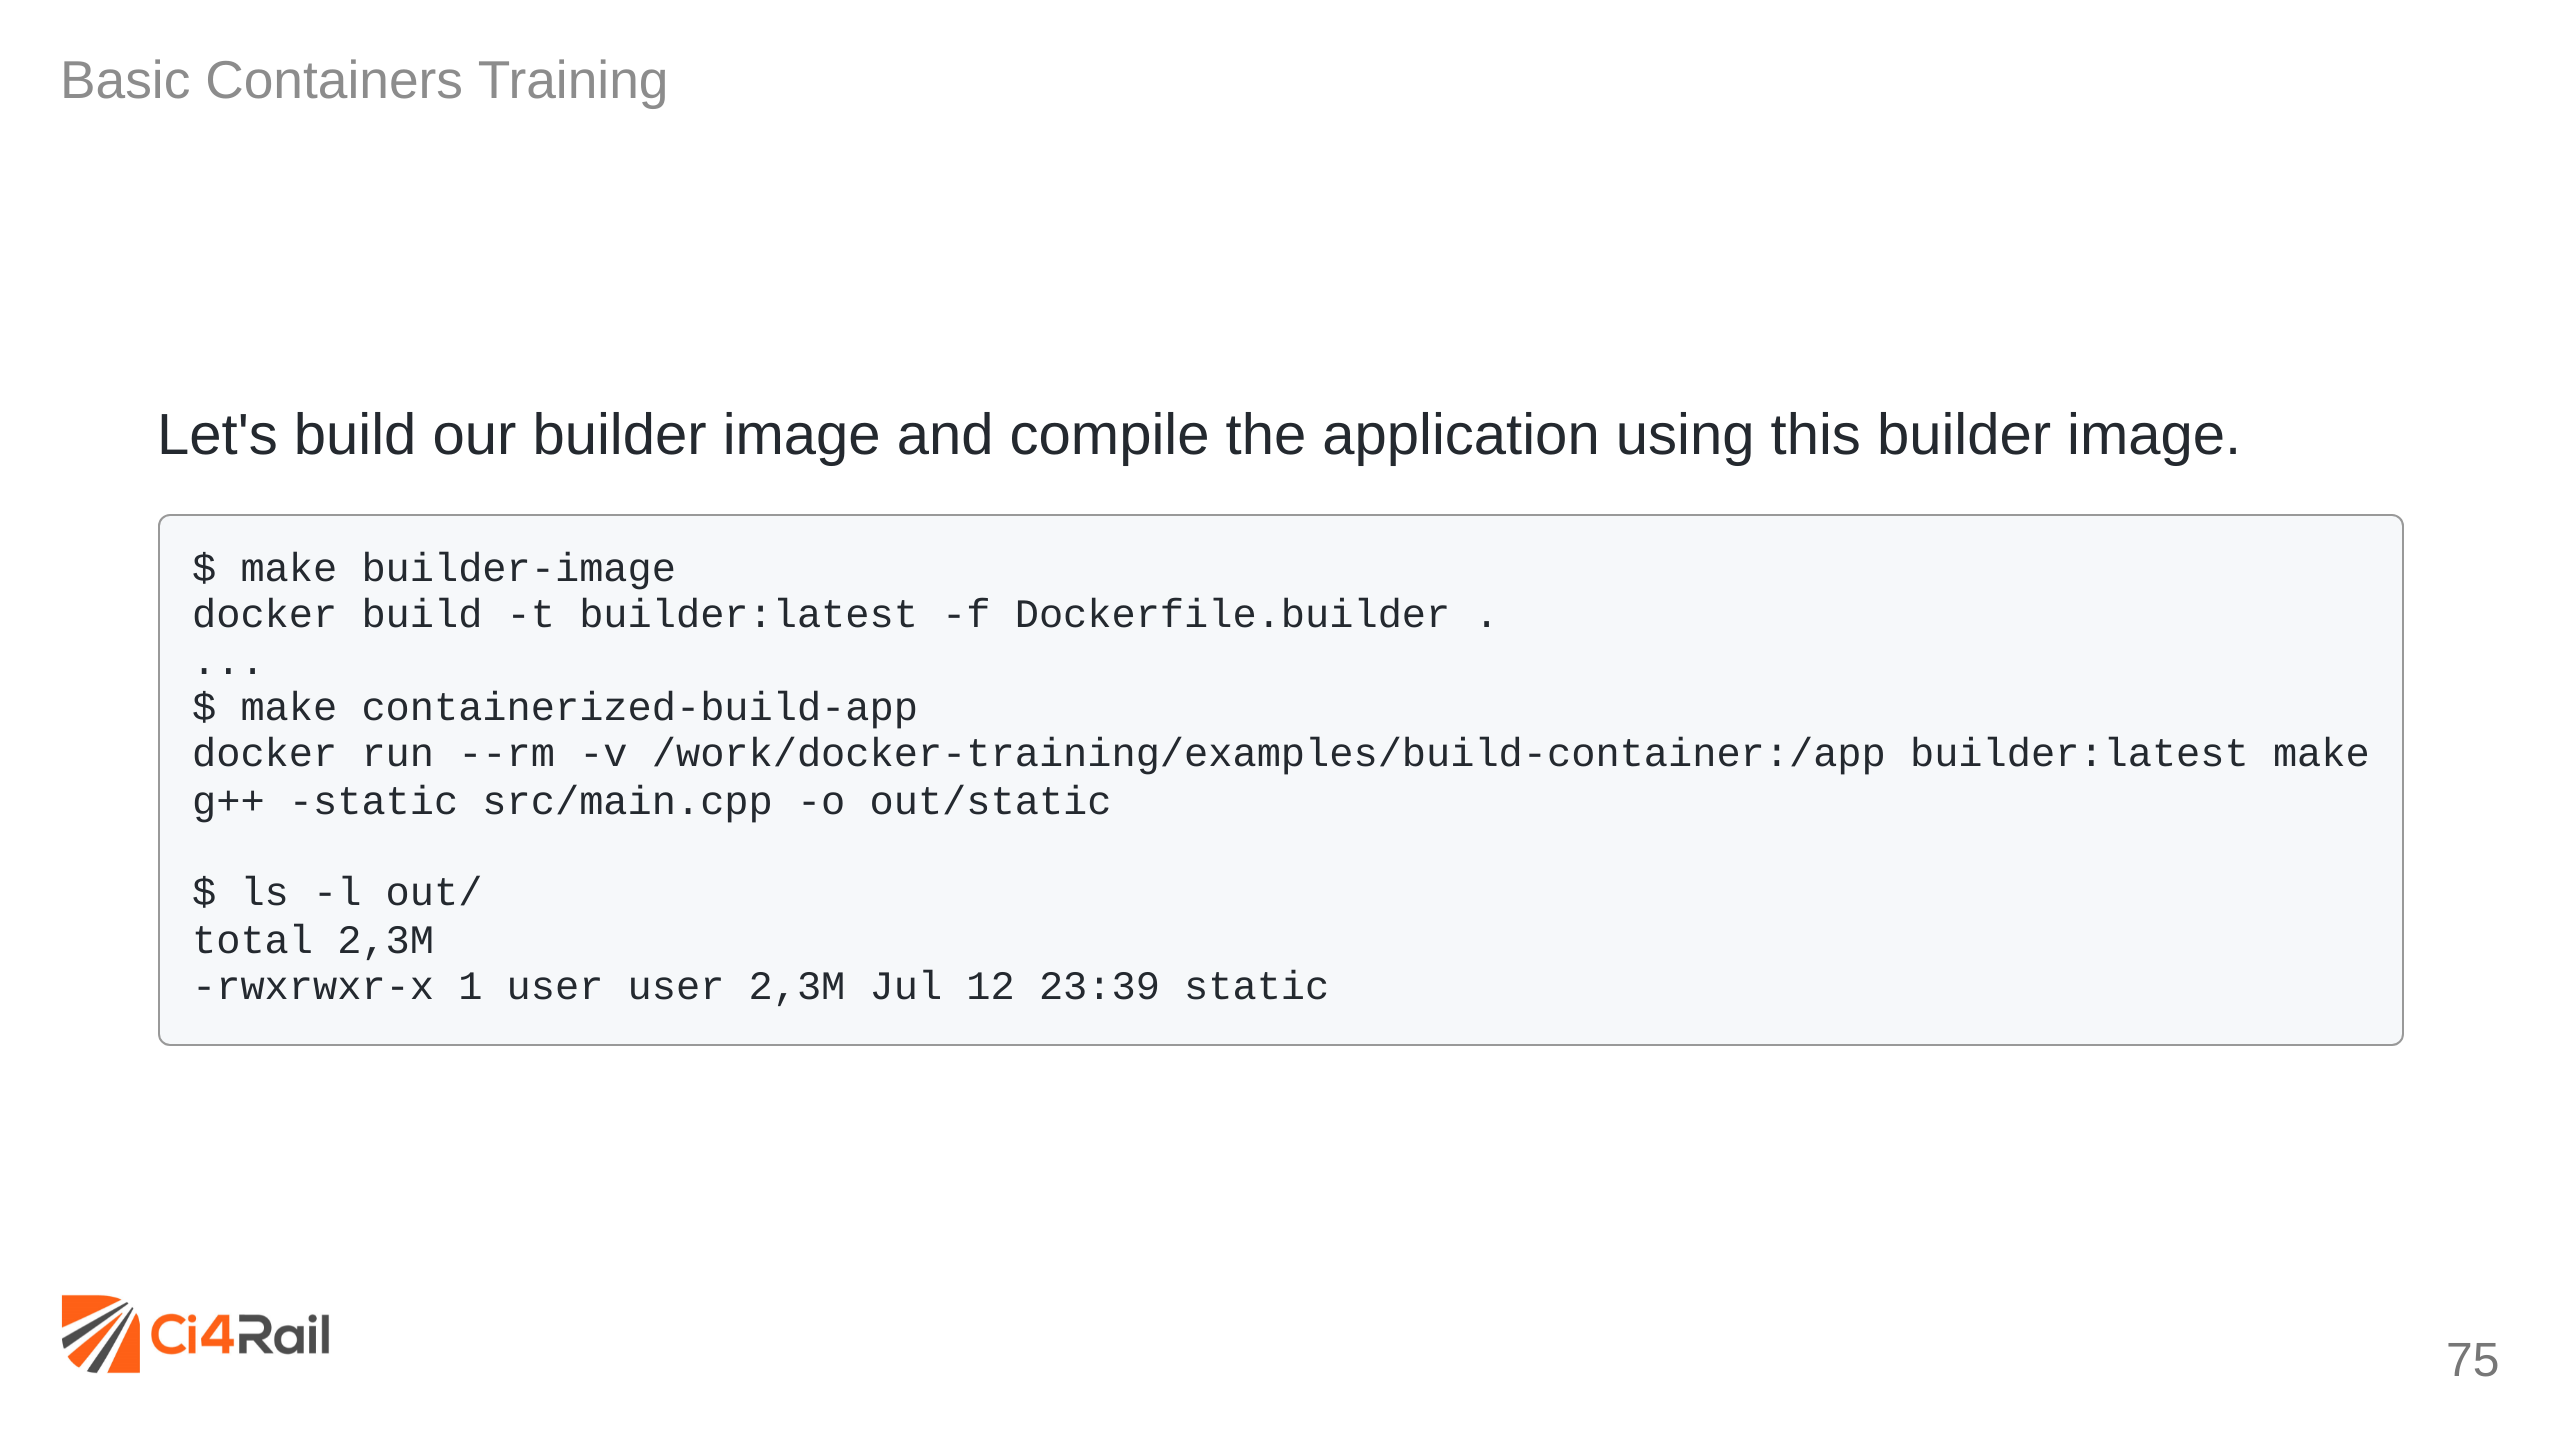 Basic Containers Training
Let's build our builder image and compile the application using this builder image.
$ make builder-image
docker build -t builder:latest -f Dockerfile.builder .
...
$ make containerized-build-app
docker run --rm -v /work/docker-training/examples/build-container:/app builder:latest make
g++ -static src/main.cpp -o out/static

$ ls -l out/
total 2,3M
-rwxrwxr-x 1 user user 2,3M Jul 12 23:39 static
Ci4Rail
75